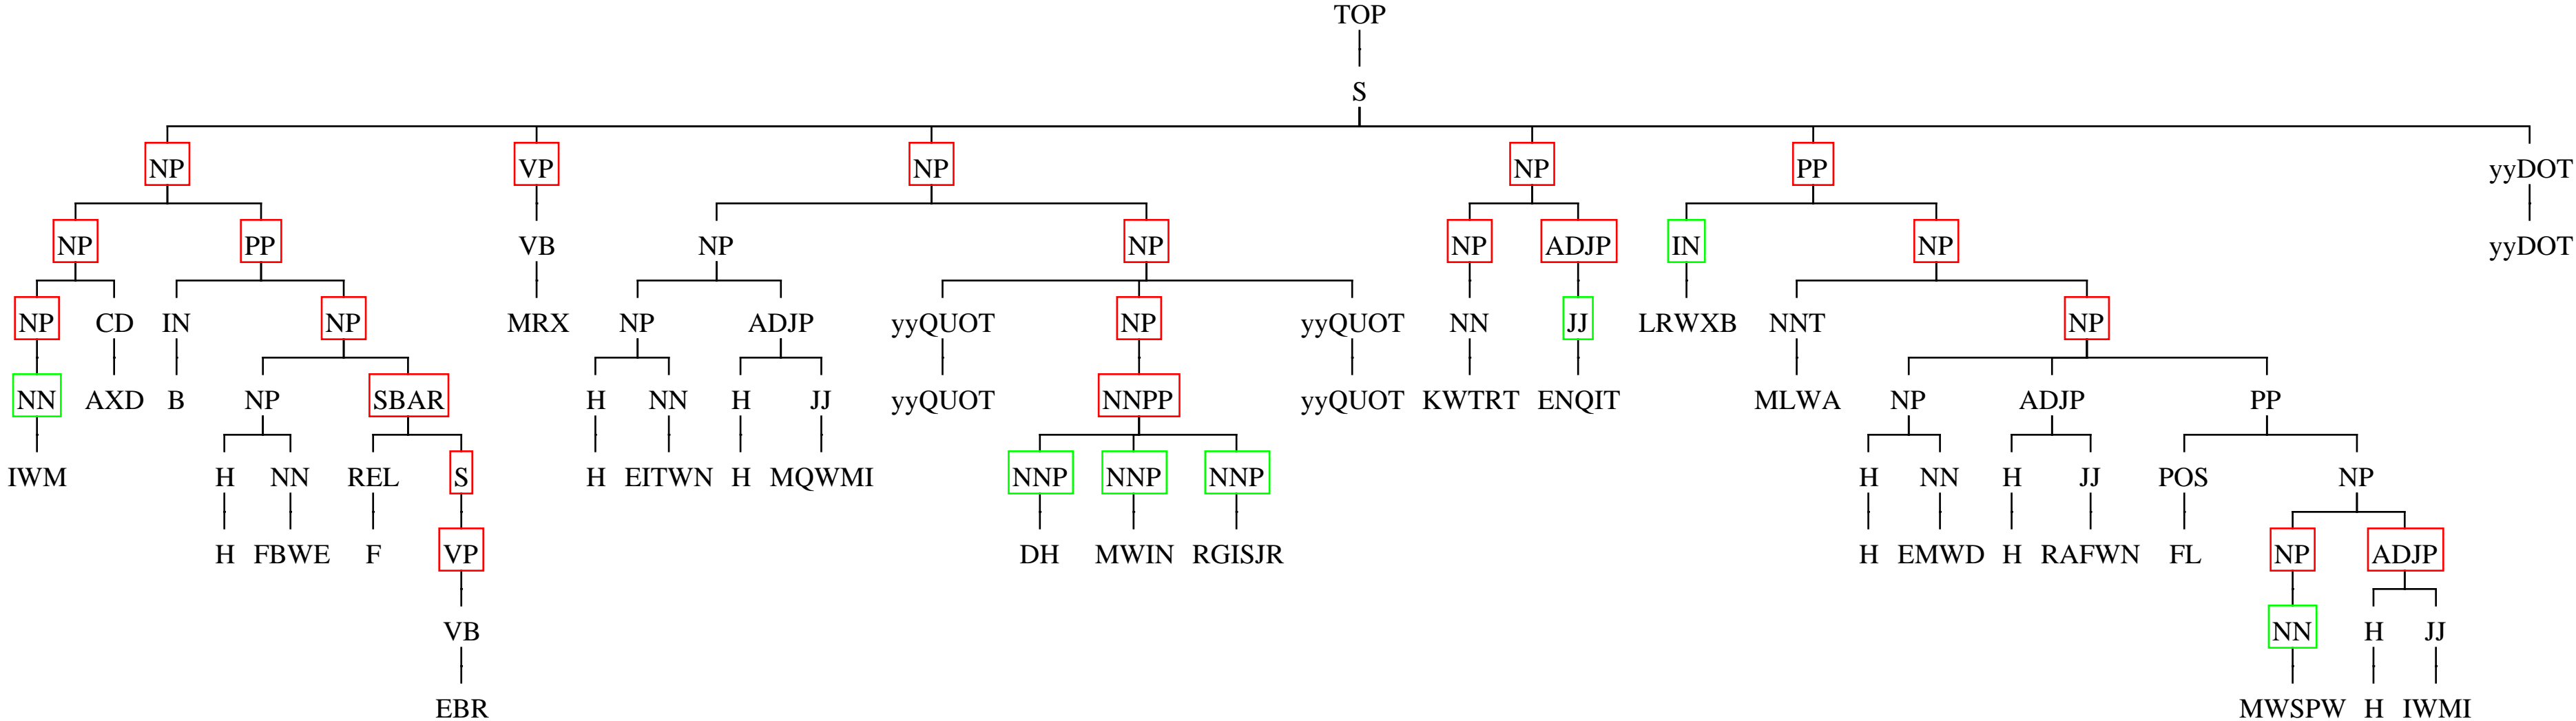 TOP
S
NP VP NP NP PP yyDOT
NP PP VB NP NP NP ADJP IN NP yyDOT
NP CD IN NP MRX NP ADJP yyQUOT NP yyQUOT NN JJ LRWXB NNT NP
NN AXD B NP SBAR H NN H JJ yyQUOT NNPP yyQUOT KWTRT ENQIT MLWA NP ADJP PP
IWM H NN REL S H EITWN H MQWMI NNP NNP NNP H NN H JJ POS NP
H FBWE F VP DH MWIN RGISJR H EMWD H RAFWN FL NP ADJP
VB NN H JJ
EBR MWSPW H IWMI